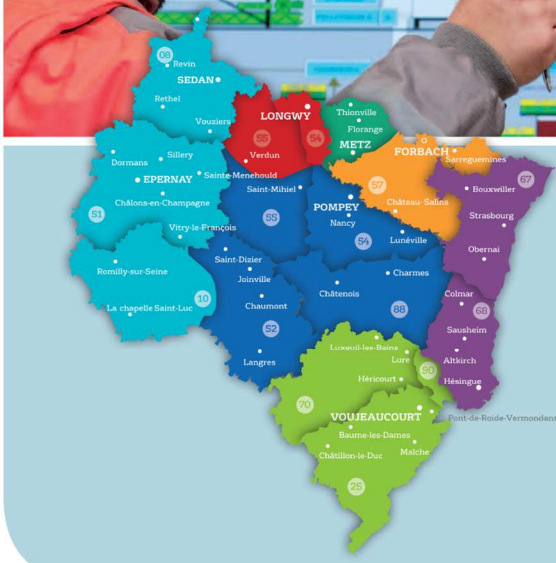 08
Revin
SEDAN
Rethel
Vouziers
LONGWY
55
54
Verdun
Thionville
Florange
METZ
FORBACH
Sarreguemines
57
Château-Salins
67
Bouxwiller
Strasbourg
Obernai
Dormans
Sillery
Sainte-Menehould
EPERNAY
Châlons-en-Champagne
51
Vitry-le-François
Saint-Mihiel
55
POMPEY
Nancy
54
Lunéville
Romilly-sur-Seine
10
La chapelle Saint-Luc
Saint-Dizier
Joinville
Chaumont
52
Langres
Charmes
Châtenois
88
Colmar
68
Sausheim
Altkirch
Hésingue
Luxeuil-les-Bains
Lure
90
Héricourt
70
VOUJEAUCOURT
Pont-de-Roide-Vermondans
Baume-les-Dames
Maîche
Châtillon-le-Duc
25